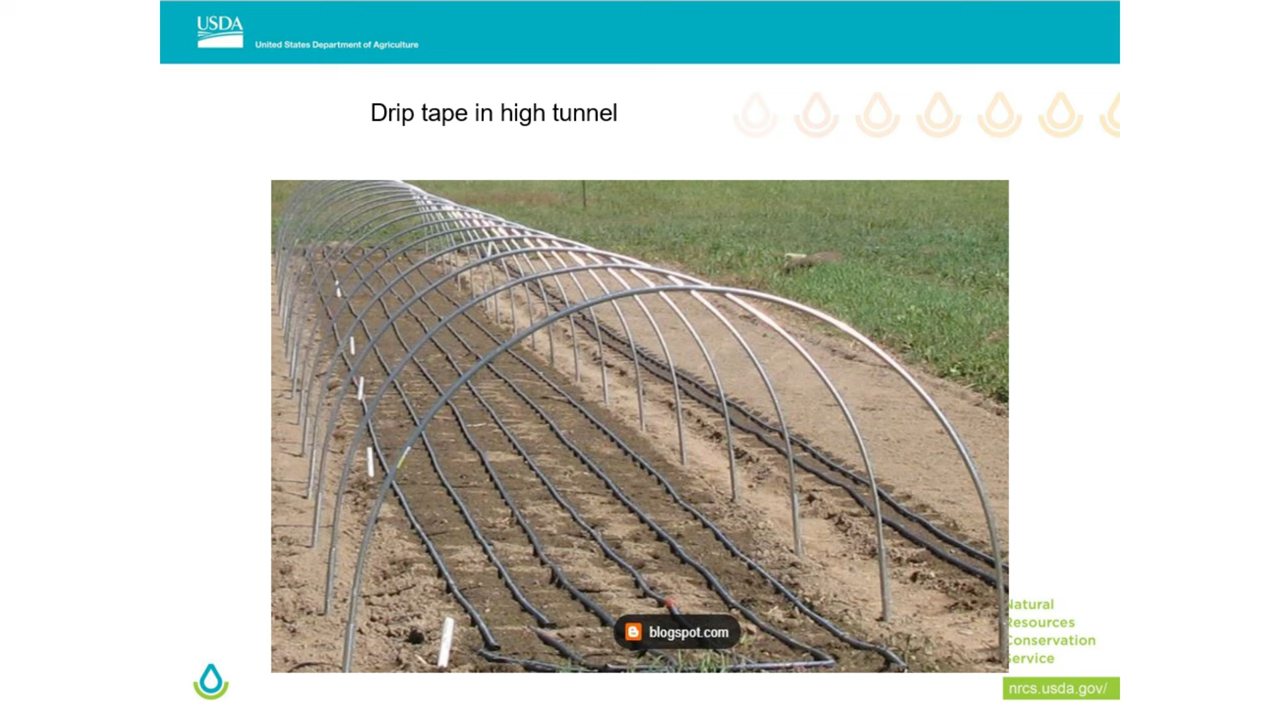 USDA
United States Department of Agriculture
Drip tape in high tunnel
blogspot.com
Natural
Resources
Conservation
Service
nrcs.usda.gov/